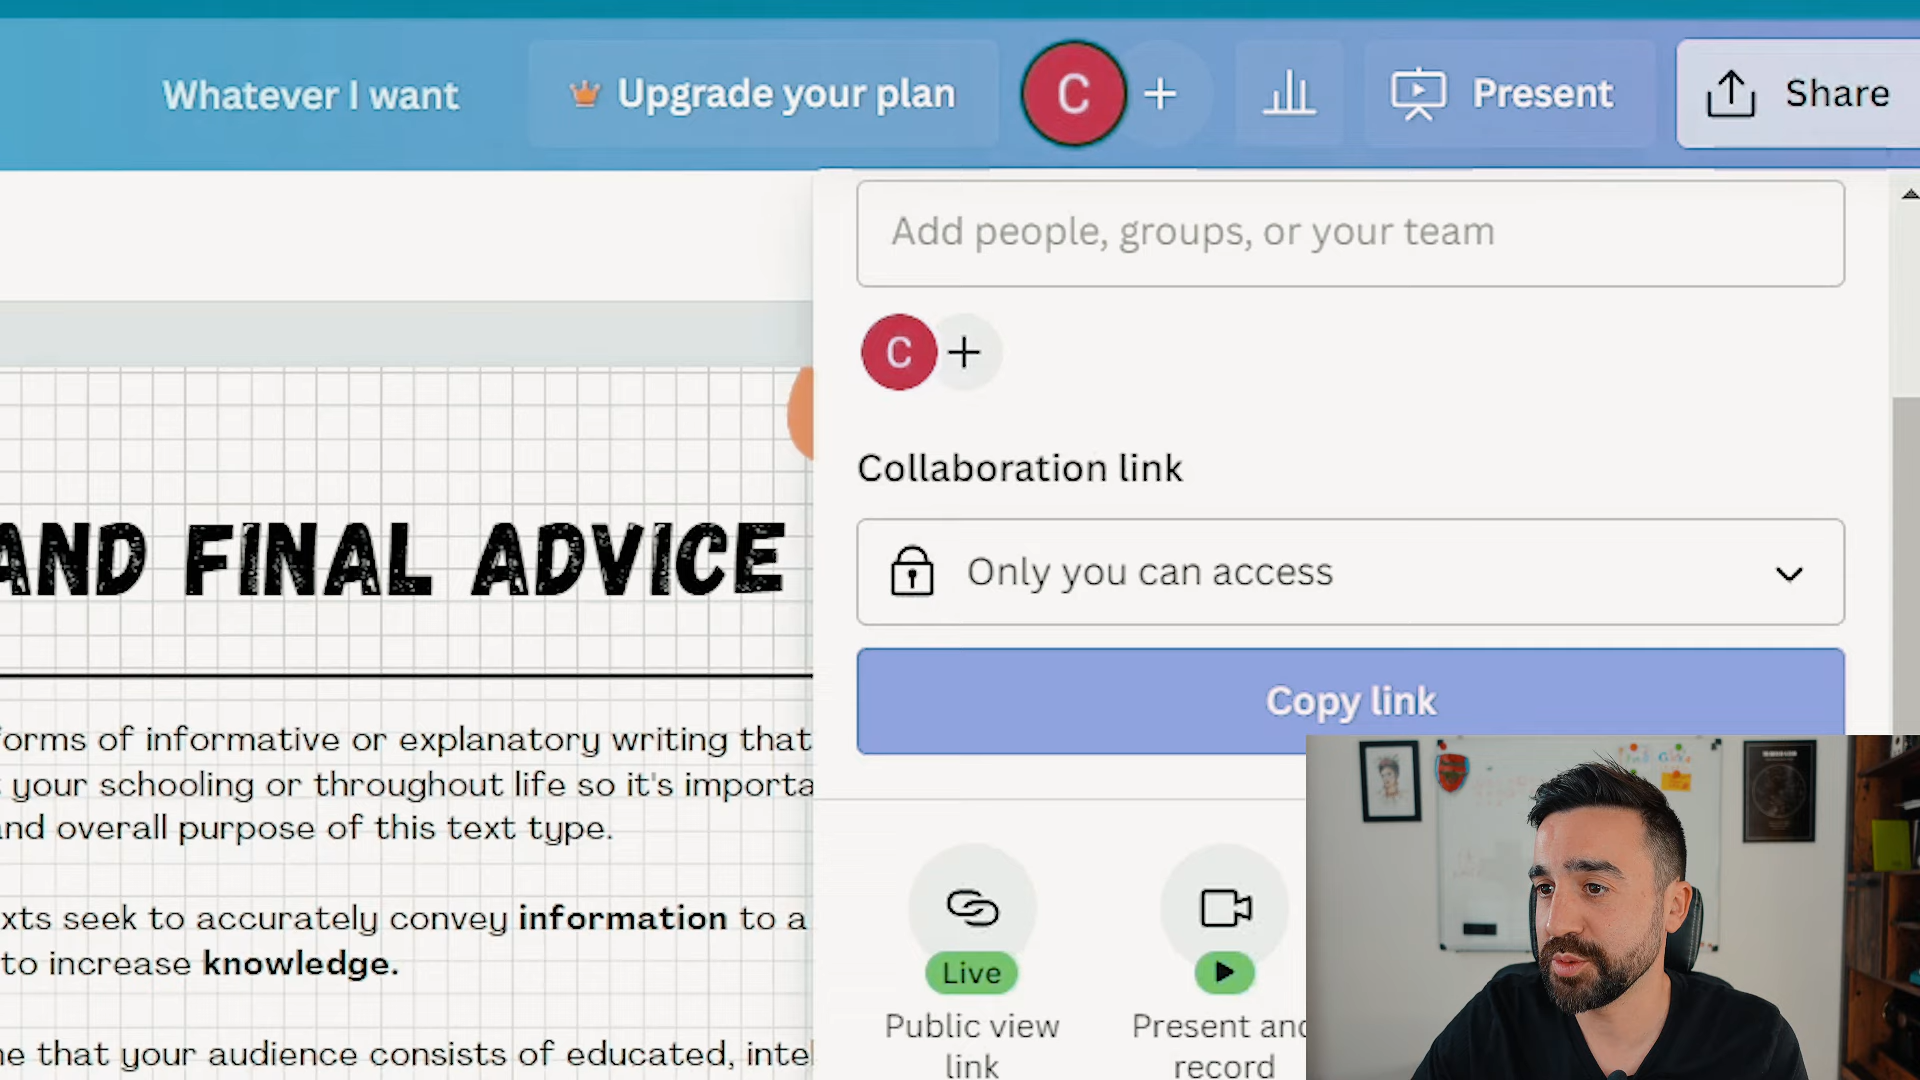 Whatever I want
Upgrade your plan
C
Present
Share
Add people, groups, or your team
C
Collaboration link
Only you can access
Copy link
Live
Public view
link
Present and
record
AND FINAL ADVICE
forms of informative or explanatory writing that
your schooling or throughout life so it's importa
and overall purpose of this text type.
xts seek to accurately convey information to a
to increase knowledge.
e that your audience consists of educated, intel